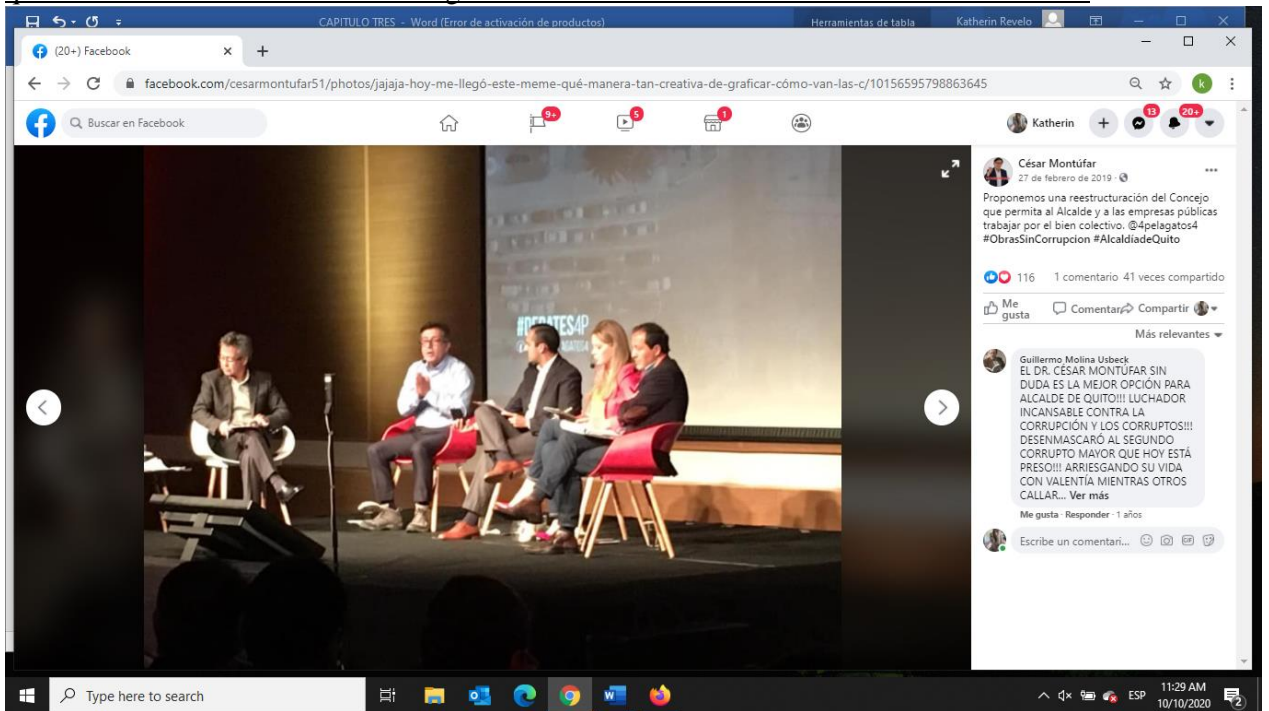 CAPITULO TRES - Word (Error de activación de productos)
Herramientas de tabla
Katherin Revelo
(20+) Facebook
facebook.com/cesarmontufar51/photos/jajaja-hoy-me-llegó-este-meme-qué-manera-tan-creativa-de-graficar-cómo-van-las-c/10156595798863645
k
Buscar en Facebook
9+
5
1
Katherin
13
20+
#DEBATES4P
César Montúfar
27 de febrero de 2019
Proponemos una reestructuración del Concejo
que permita al Alcalde y a las empresas públicas
trabajar por el bien colectivo. @4pelagatos4
#ObrasSinCorrupcion #AlcaldíadeQuito
116 1 comentario 41 veces compartido
Me gusta
Comentar
Compartir
Más relevantes
Guillermo Molina Usbeck
EL DR. CÉSAR MONTÚFAR SIN
DUDA ES LA MEJOR OPCIÓN PARA
ALCALDE DE QUITO!!! LUCHADOR
INCANSABLE CONTRA LA
CORRUPCIÓN Y LOS CORRUPTOS!!!
DESENMASCARÓ AL SEGUNDO
CORRUPTO MAYOR QUE HOY ESTÁ
PRESO!!! ARRIESGANDO SU VIDA
CON VALENTÍA MIENTRAS OTROS
CALLAR... Ver más
Me gusta · Responder · 1 años
Escribe un comentari...
GIF
Type here to search
ESP
11:29 AM
10/10/2020
2